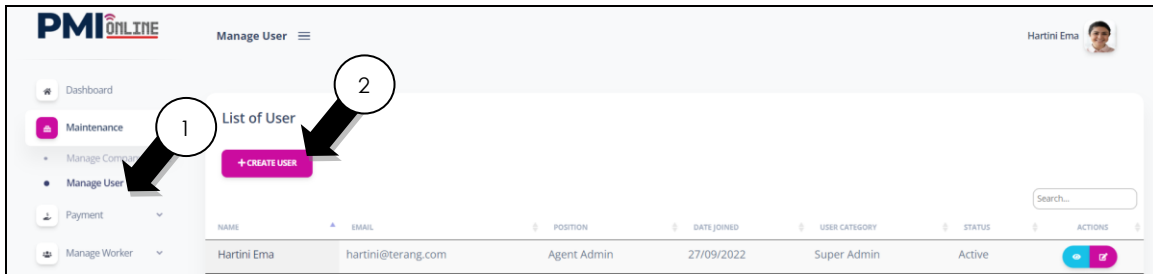 PMI ONLINE
Manage User
Hartini Ema
Dashboard
2
Maintenance
1
List of User
Manage
+ CREATE USER
Manage User
Search...
Payment
NAME EMAIL POSITION DATE JOINED USER CATEGORY STATUS ACTIONS
Manage Worker
Hartini Ema hartini@terang.com Agent Admin 27/09/2022 Super Admin Active